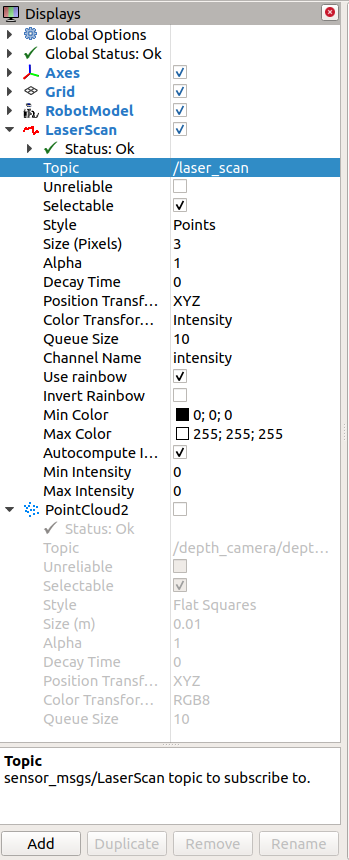 Displays
Global Options
Global Status: Ok
Axes
Grid
RobotModel
LaserScan
Status: Ok
Topic /laser_scan
Unreliable
Selectable
Style Points
Size (Pixels) 3
Alpha 1
Decay Time 0
Position Transf… XYZ
Color Transfor… Intensity
Queue Size 10
Channel Name intensity
Use rainbow
Invert Rainbow
Min Color 0; 0; 0
Max Color 255; 255; 255
Autocompute I…
Min Intensity 0
Max Intensity 0
PointCloud2
Status: Ok
Topic /depth_camera/dept…
Unreliable
Selectable
Style Flat Squares
Size (m) 0.01
Alpha 1
Decay Time 0
Position Transf… XYZ
Color Transfor… RGB8
Queue Size 10
Topic
sensor_msgs/LaserScan topic to subscribe to.
Add Duplicate Remove Rename